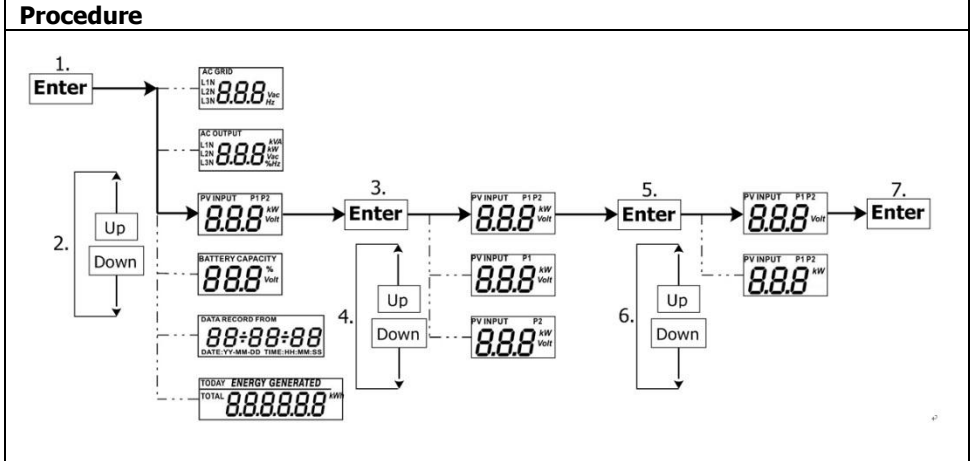 Procedure
1.
Enter
AC GRID
L1N
L2N
L3N
8.8.8 Vac
Hz
AC OUTPUT
L1N
L2N
L3N
8.8.8 kVA
kW
Vac
%Hz
2.
Up
Down
PV INPUT P1 P2
8.8.8 kW
Volt
BATTERY CAPACITY
88.8 %
Volt
DATA RECORD FROM
88:88:88
DATE:YY-MM-DD TIME:HH:MM:SS
TODAY ENERGY GENERATED
TOTAL 8.8.8.8.8.8 kWh
3.
Enter
4.
Up
Down
PV INPUT P1 P2
8.8.8 kW
Volt
PV INPUT P1
8.8.8 kW
Volt
PV INPUT P2
8.8.8 kW
Volt
5.
Enter
6.
Up
Down
PV INPUT P1 P2
8.8.8 Volt
PV INPUT P1 P2
8.8.8 kW
7.
Enter